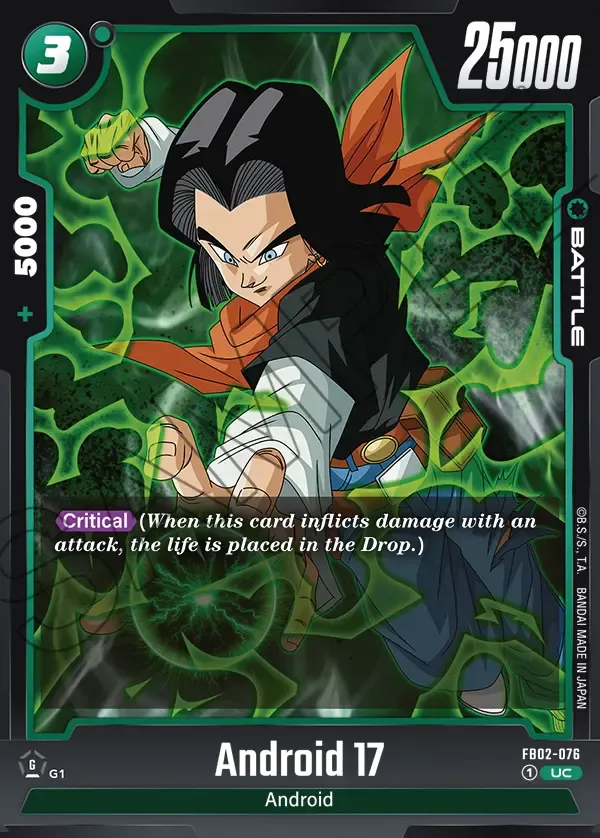 3
25000
+ 5000
BATTLE
Critical (When this card inflicts damage with an
attack, the life is placed in the Drop.)
©B.S./S., T.A. BANDAI MADE IN JAPAN
Android 17
FB02-076
G G1
1 UC
Android